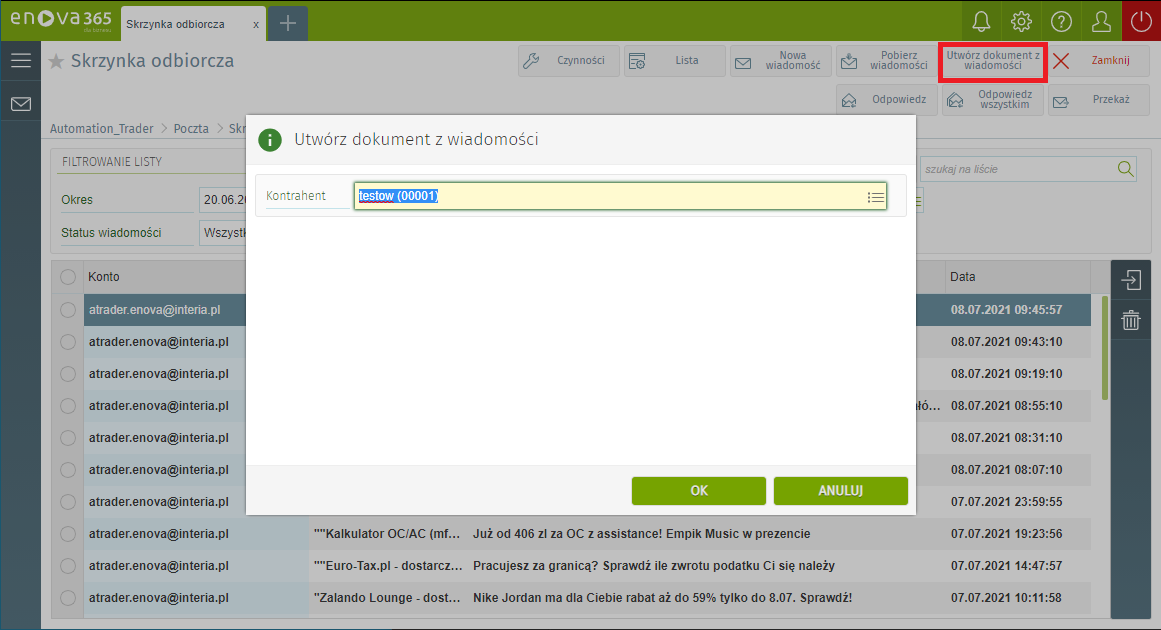 enova365
dla biznesu
Skrzynka odbiorcza x
Skrzynka odbiorcza
Czynności
Lista
Nowa
wiadomość
Pobierz
wiadomości
Utwórz dokument z
wiadomości
Zamknij
Odpowiedz
Odpowiedz
wszystkim
Przekaż
Automation_Trader > Poczta > Skr
Utwórz dokument z wiadomości
FILTROWANIE LISTY
szukaj na liście
Kontrahent testow (00001)
Okres 20.06.20
Status wiadomości Wszystk
OK ANULUJ
Konto Data
atrader.enova@interia.pl 08.07.2021 09:45:57
atrader.enova@interia.pl 08.07.2021 09:43:10
atrader.enova@interia.pl 08.07.2021 09:19:10
atrader.enova@interia.pl łó... 08.07.2021 08:55:10
atrader.enova@interia.pl 08.07.2021 08:31:10
atrader.enova@interia.pl 08.07.2021 08:07:10
atrader.enova@interia.pl 07.07.2021 23:59:55
atrader.enova@interia.pl ""Kalkulator OC/AC (mf... Już od 406 zl za OC z assistance! Empik Music w prezencie 07.07.2021 19:23:56
atrader.enova@interia.pl ""Euro-Tax.pl - dostarcz... Pracujesz za granicą? Sprawdź ile zwrotu podatku Ci się należy 07.07.2021 14:47:57
atrader.enova@interia.pl "Zalando Lounge - dost... Nike Jordan ma dla Ciebie rabat aż do 59% tylko do 8.07. Sprawdź! 07.07.2021 10:11:58